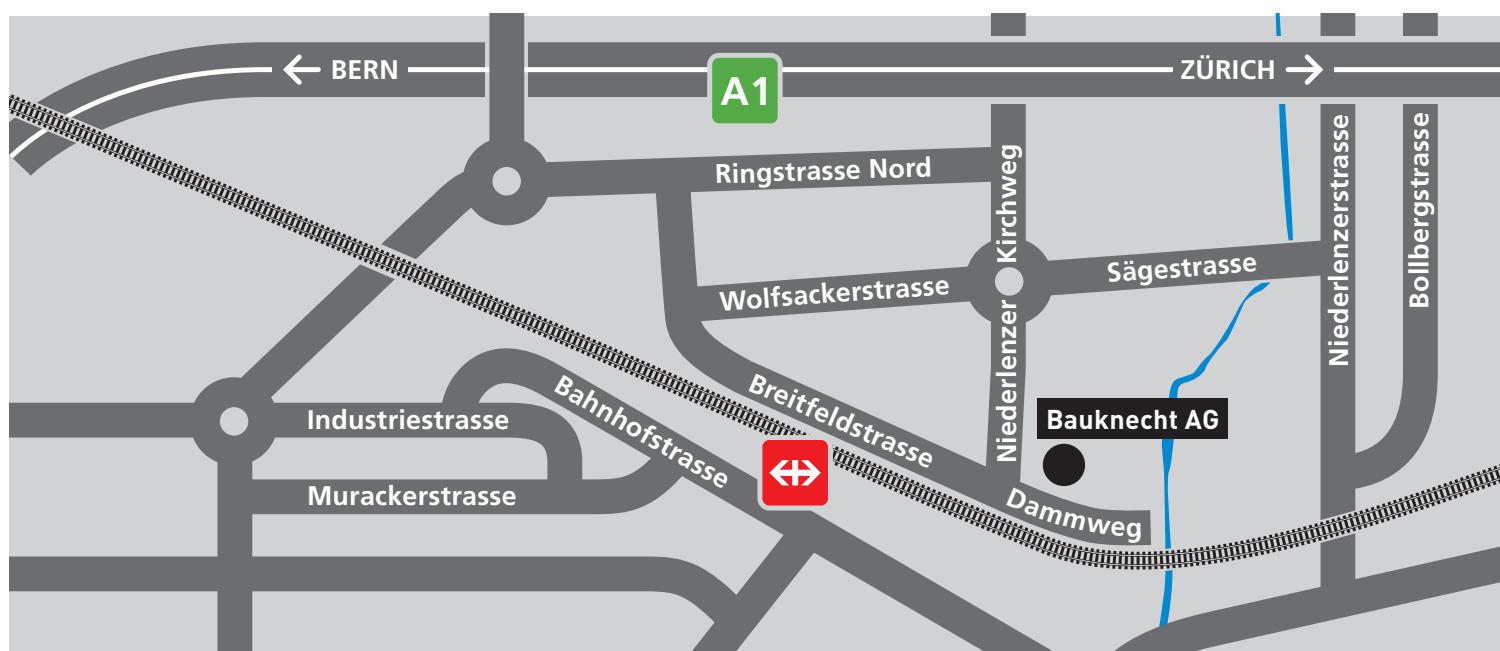 BERN
ZÜRICH
A1
Ringstrasse Nord
Niederlenzer Kirchweg
Niederlenzerstrasse
Bollbergstrasse
Wolfsackerstrasse
Sägestrasse
Breitfeldstrasse
Bahnhofstrasse
Industriestrasse
Bauknecht AG
Murackerstrasse
Dammweg